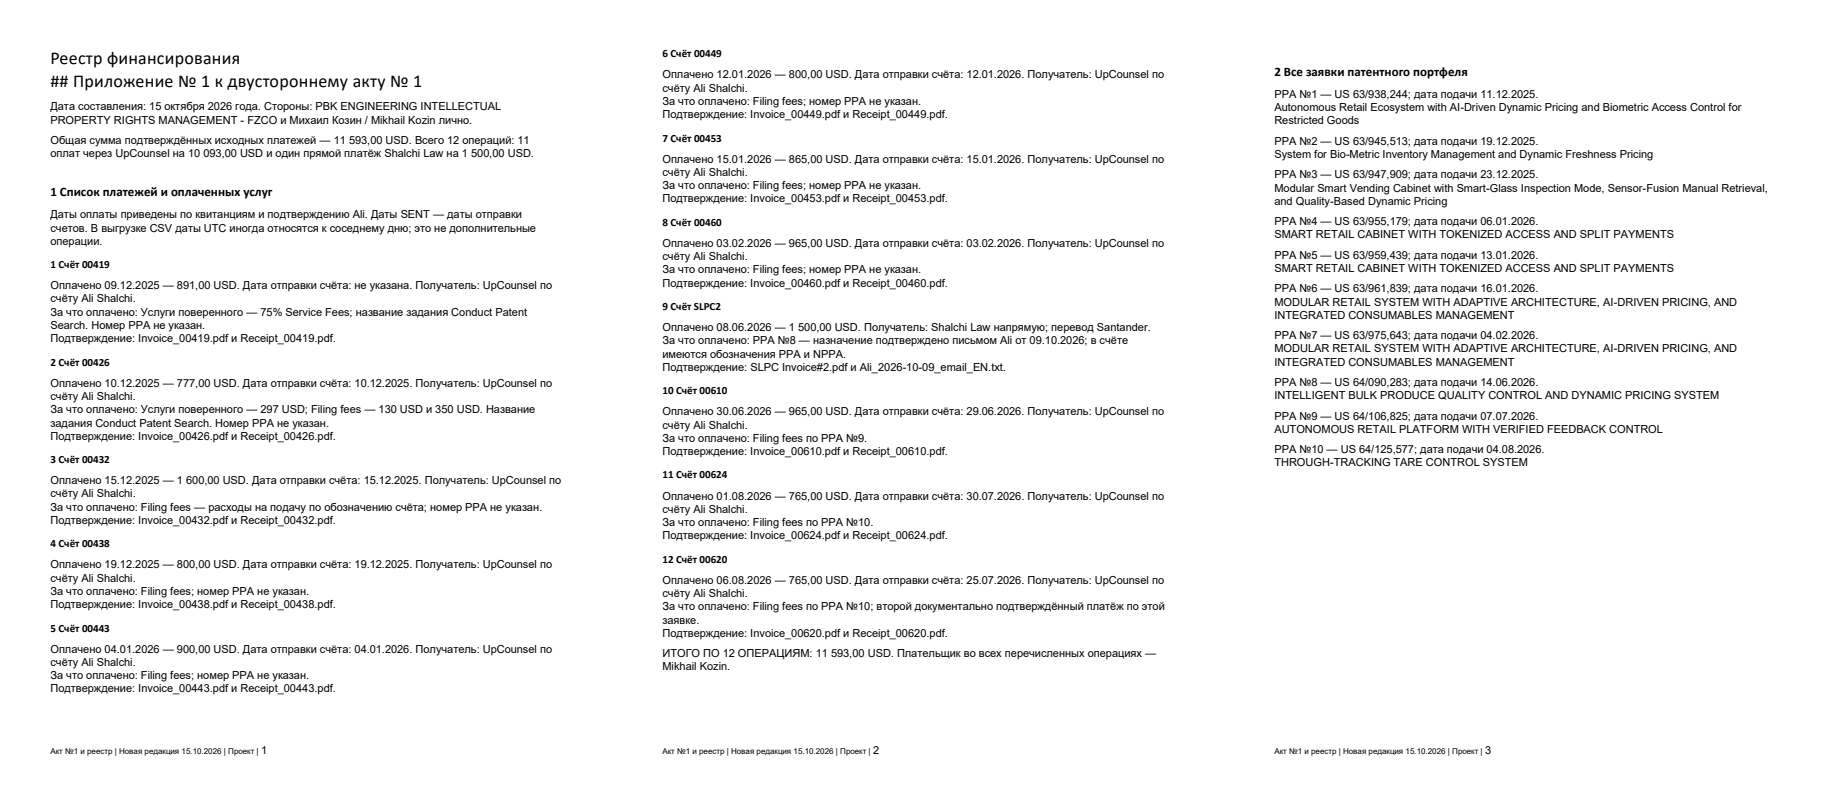 Реестр финансирования
## Приложение № 1 к двустороннему акту № 1
Дата составления: 15 октября 2026 года. Стороны: PBK ENGINEERING INTELLECTUAL
PROPERTY RIGHTS MANAGEMENT - FZCO и Михаил Козин / Mikhail Kozin лично.
Общая сумма подтверждённых исходных платежей — 11 593,00 USD. Всего 12 операций: 11
оплат через UpCounsel на 10 093,00 USD и один прямой платёж Shalchi Law на 1 500,00 USD.
1 Список платежей и оплаченных услуг
Даты оплаты приведены по квитанциям и подтверждению Ali. Даты SENT — даты отправки
счетов. В выгрузке CSV даты UTC иногда относятся к соседнему дню; это не дополнительные
операции.
1 Счёт 00419
Оплачено 09.12.2025 — 891,00 USD. Дата отправки счёта: не указана. Получатель: UpCounsel по
счёту Ali Shalchi.
За что оплачено: Услуги поверенного — 75% Service Fees; название задания Conduct Patent
Search. Номер PPA не указан.
Подтверждение: Invoice_00419.pdf и Receipt_00419.pdf.
2 Счёт 00426
Оплачено 10.12.2025 — 777,00 USD. Дата отправки счёта: 10.12.2025. Получатель: UpCounsel по
счёту Ali Shalchi.
За что оплачено: Услуги поверенного — 297 USD; Filing fees — 130 USD и 350 USD. Название
задания Conduct Patent Search. Номер PPA не указан.
Подтверждение: Invoice_00426.pdf и Receipt_00426.pdf.
3 Счёт 00432
Оплачено 15.12.2025 — 1 600,00 USD. Дата отправки счёта: 15.12.2025. Получатель: UpCounsel по
счёту Ali Shalchi.
За что оплачено: Filing fees — расходы на подачу по обозначению счёта; номер PPA не указан.
Подтверждение: Invoice_00432.pdf и Receipt_00432.pdf.
4 Счёт 00438
Оплачено 19.12.2025 — 800,00 USD. Дата отправки счёта: 19.12.2025. Получатель: UpCounsel по
счёту Ali Shalchi.
За что оплачено: Filing fees; номер PPA не указан.
Подтверждение: Invoice_00438.pdf и Receipt_00438.pdf.
5 Счёт 00443
Оплачено 04.01.2026 — 900,00 USD. Дата отправки счёта: 04.01.2026. Получатель: UpCounsel по
счёту Ali Shalchi.
За что оплачено: Filing fees; номер PPA не указан.
Подтверждение: Invoice_00443.pdf и Receipt_00443.pdf.
Акт №1 и реестр | Новая редакция 15.10.2026 | Проект | 1
6 Счёт 00449
Оплачено 12.01.2026 — 800,00 USD. Дата отправки счёта: 12.01.2026. Получатель: UpCounsel по
счёту Ali Shalchi.
За что оплачено: Filing fees; номер PPA не указан.
Подтверждение: Invoice_00449.pdf и Receipt_00449.pdf.
7 Счёт 00453
Оплачено 15.01.2026 — 865,00 USD. Дата отправки счёта: 15.01.2026. Получатель: UpCounsel по
счёту Ali Shalchi.
За что оплачено: Filing fees; номер PPA не указан.
Подтверждение: Invoice_00453.pdf и Receipt_00453.pdf.
8 Счёт 00460
Оплачено 03.02.2026 — 965,00 USD. Дата отправки счёта: 03.02.2026. Получатель: UpCounsel по
счёту Ali Shalchi.
За что оплачено: Filing fees; номер PPA не указан.
Подтверждение: Invoice_00460.pdf и Receipt_00460.pdf.
9 Счёт SLPC2
Оплачено 08.06.2026 — 1 500,00 USD. Получатель: Shalchi Law напрямую; перевод Santander.
За что оплачено: PPA №8 — назначение подтверждено письмом Ali от 09.10.2026; в счёте
имеются обозначения PPA и NPPA.
Подтверждение: SLPC Invoice#2.pdf и Ali_2026-10-09_email_EN.txt.
10 Счёт 00610
Оплачено 30.06.2026 — 965,00 USD. Дата отправки счёта: 29.06.2026. Получатель: UpCounsel по
счёту Ali Shalchi.
За что оплачено: Filing fees по PPA №9.
Подтверждение: Invoice_00610.pdf и Receipt_00610.pdf.
11 Счёт 00624
Оплачено 01.08.2026 — 765,00 USD. Дата отправки счёта: 30.07.2026. Получатель: UpCounsel по
счёту Ali Shalchi.
За что оплачено: Filing fees по PPA №10.
Подтверждение: Invoice_00624.pdf и Receipt_00624.pdf.
12 Счёт 00620
Оплачено 06.08.2026 — 765,00 USD. Дата отправки счёта: 25.07.2026. Получатель: UpCounsel по
счёту Ali Shalchi.
За что оплачено: Filing fees по PPA №10; второй документально подтверждённый платёж по этой
заявке.
Подтверждение: Invoice_00620.pdf и Receipt_00620.pdf.
ИТОГО ПО 12 ОПЕРАЦИЯМ: 11 593,00 USD. Плательщик во всех перечисленных операциях —
Mikhail Kozin.
Акт №1 и реестр | Новая редакция 15.10.2026 | Проект | 2
2 Все заявки патентного портфеля
PPA №1 — US 63/938,244; дата подачи 11.12.2025.
Autonomous Retail Ecosystem with AI-Driven Dynamic Pricing and Biometric Access Control for
Restricted Goods
PPA №2 — US 63/945,513; дата подачи 19.12.2025.
System for Bio-Metric Inventory Management and Dynamic Freshness Pricing
PPA №3 — US 63/947,909; дата подачи 23.12.2025.
Modular Smart Vending Cabinet with Smart-Glass Inspection Mode, Sensor-Fusion Manual Retrieval,
and Quality-Based Dynamic Pricing
PPA №4 — US 63/955,179; дата подачи 06.01.2026.
SMART RETAIL CABINET WITH TOKENIZED ACCESS AND SPLIT PAYMENTS
PPA №5 — US 63/959,439; дата подачи 13.01.2026.
SMART RETAIL CABINET WITH TOKENIZED ACCESS AND SPLIT PAYMENTS
PPA №6 — US 63/961,839; дата подачи 16.01.2026.
MODULAR RETAIL SYSTEM WITH ADAPTIVE ARCHITECTURE, AI-DRIVEN PRICING, AND
INTEGRATED CONSUMABLES MANAGEMENT
PPA №7 — US 63/975,643; дата подачи 04.02.2026.
MODULAR RETAIL SYSTEM WITH ADAPTIVE ARCHITECTURE, AI-DRIVEN PRICING, AND
INTEGRATED CONSUMABLES MANAGEMENT
PPA №8 — US 64/090,283; дата подачи 14.06.2026.
INTELLIGENT BULK PRODUCE QUALITY CONTROL AND DYNAMIC PRICING SYSTEM
PPA №9 — US 64/106,825; дата подачи 07.07.2026.
AUTONOMOUS RETAIL PLATFORM WITH VERIFIED FEEDBACK CONTROL
PPA №10 — US 64/125,577; дата подачи 04.08.2026.
THROUGH-TRACKING TARE CONTROL SYSTEM
Акт №1 и реестр | Новая редакция 15.10.2026 | Проект | 3